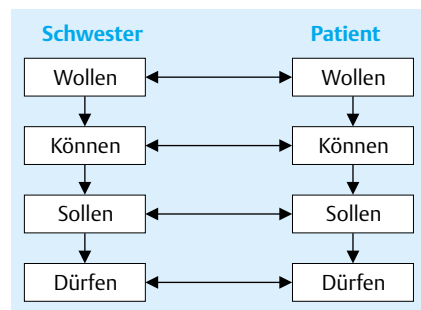 Schwester Patient
Wollen Wollen
Können Können
Sollen Sollen
Dürfen Dürfen